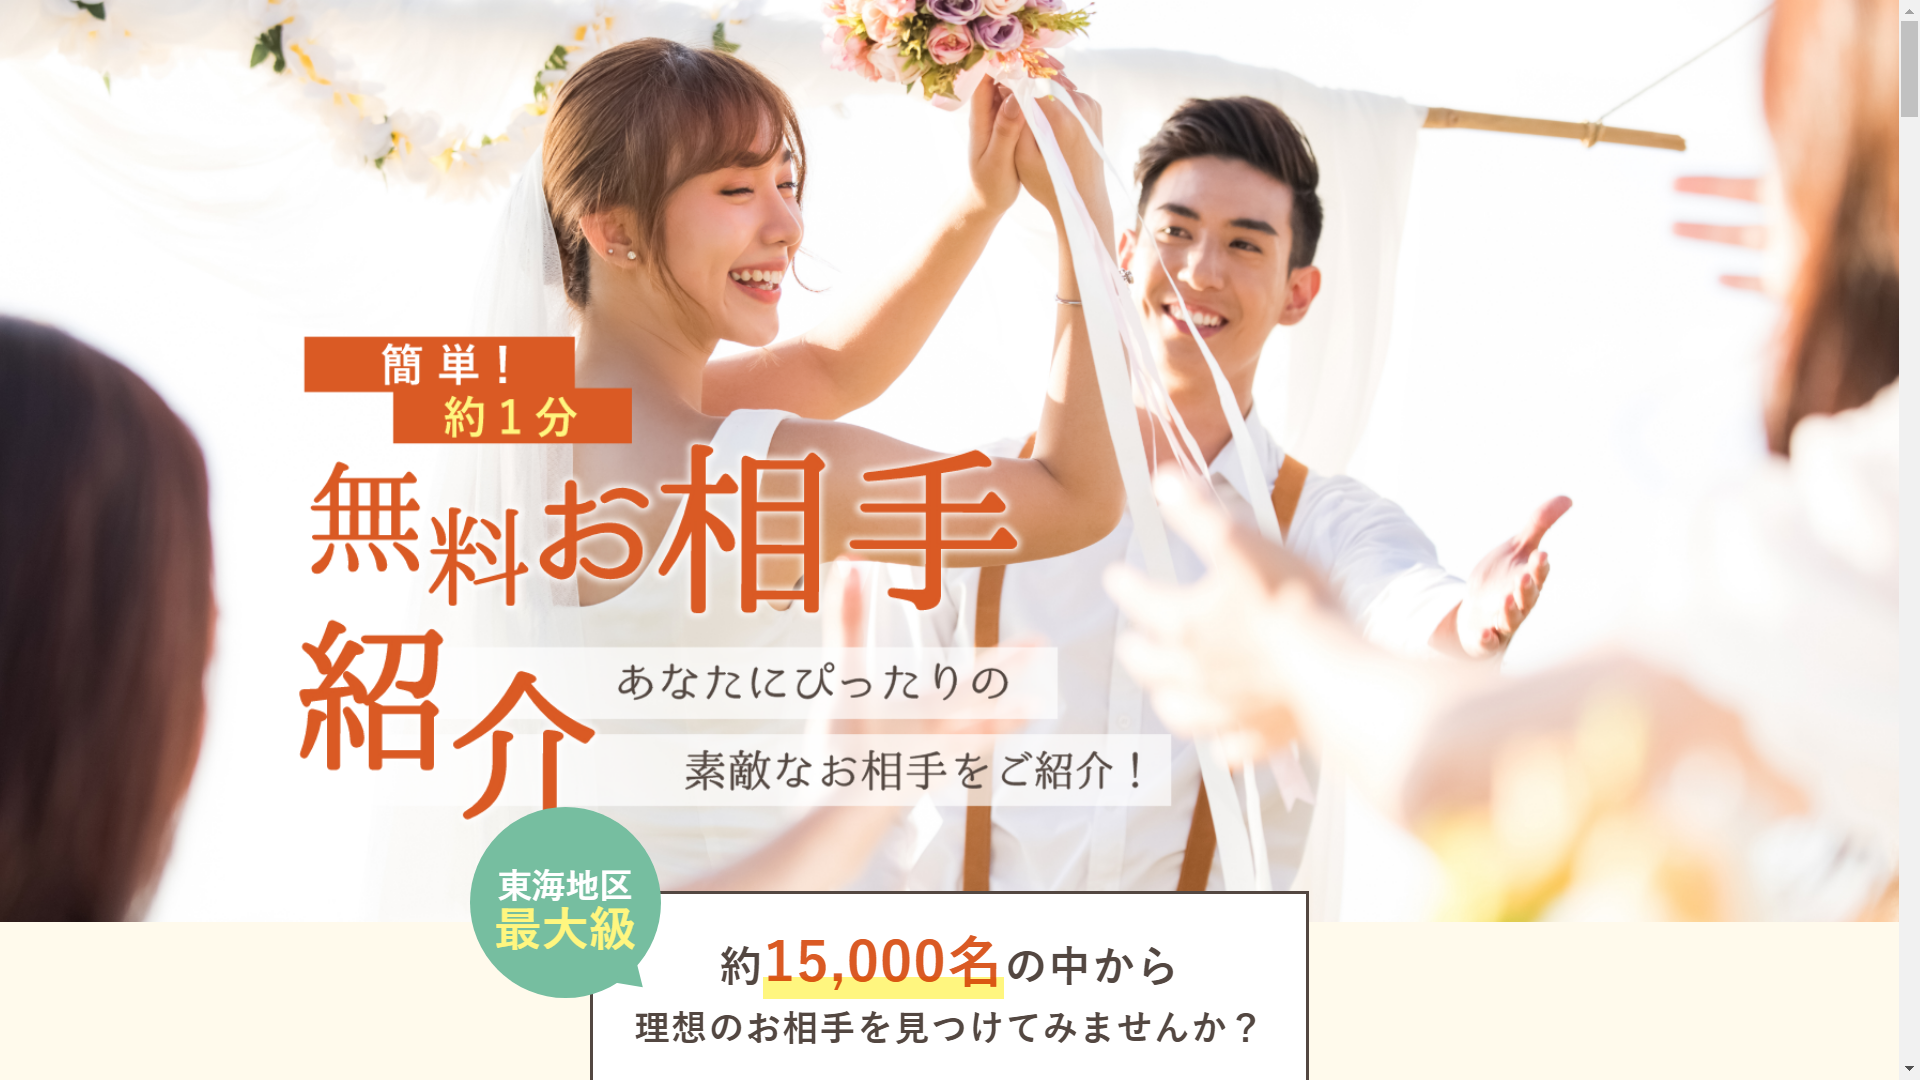 簡単！
約1分
無料お相手
紹介
あなたにぴったりの
素敵なお相手をご紹介！
東海地区
最大級
約15,000名の中から
理想のお相手を見つけてみませんか？